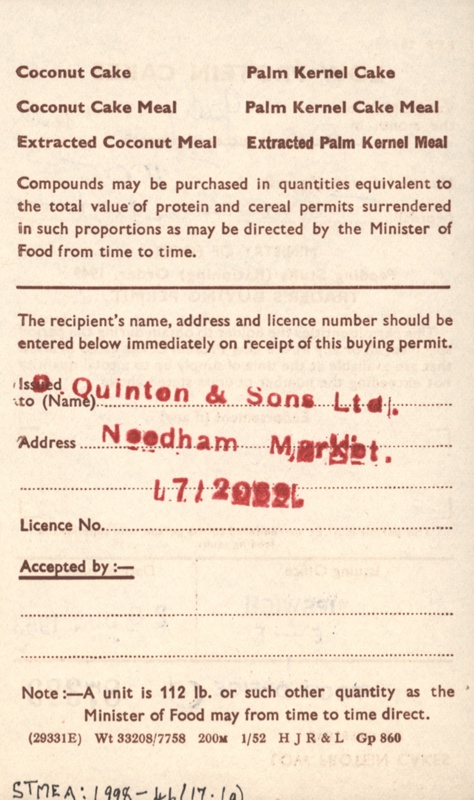 Coconut Cake Palm Kernel Cake
Coconut Cake Meal Palm Kernel Cake Meal
Extracted Coconut Meal Extracted Palm Kernel Meal
Compounds may be purchased in quantities equivalent to
the total value of protein and cereal permits surrendered
in such proportions as may be directed by the Minister of
Food from time to time.
The recipient's name, address and licence number should be
entered below immediately on receipt of this buying permit.
Issued
to (Name) Quinton & Sons Ltd.
Address Needham Market.
Licence No.
Accepted by :—
Note :—A unit is 112 lb. or such other quantity as the
Minister of Food may from time to time direct.
(29331E) Wt 33208/7758 200M 1/52 H J R & L Gp 860
STMEA:1998-46/17.1a)